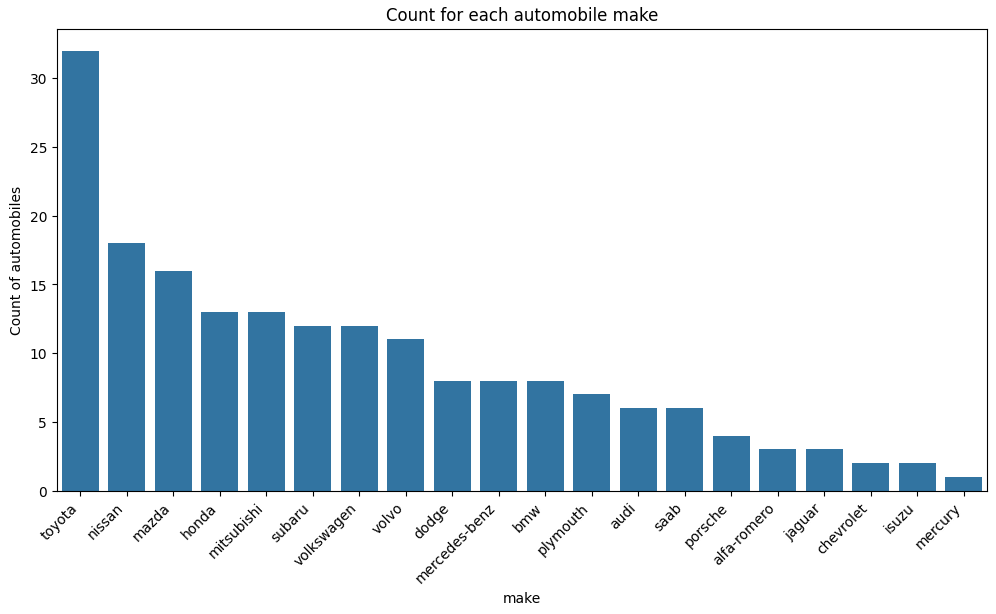 Count for each automobile make
Count of automobiles
30
25
20
15
10
5
0
toyota
nissan
mazda
honda
mitsubishi
subaru
volkswagen
volvo
dodge
mercedes-benz
bmw
plymouth
audi
saab
porsche
alfa-romero
jaguar
chevrolet
isuzu
mercury
make